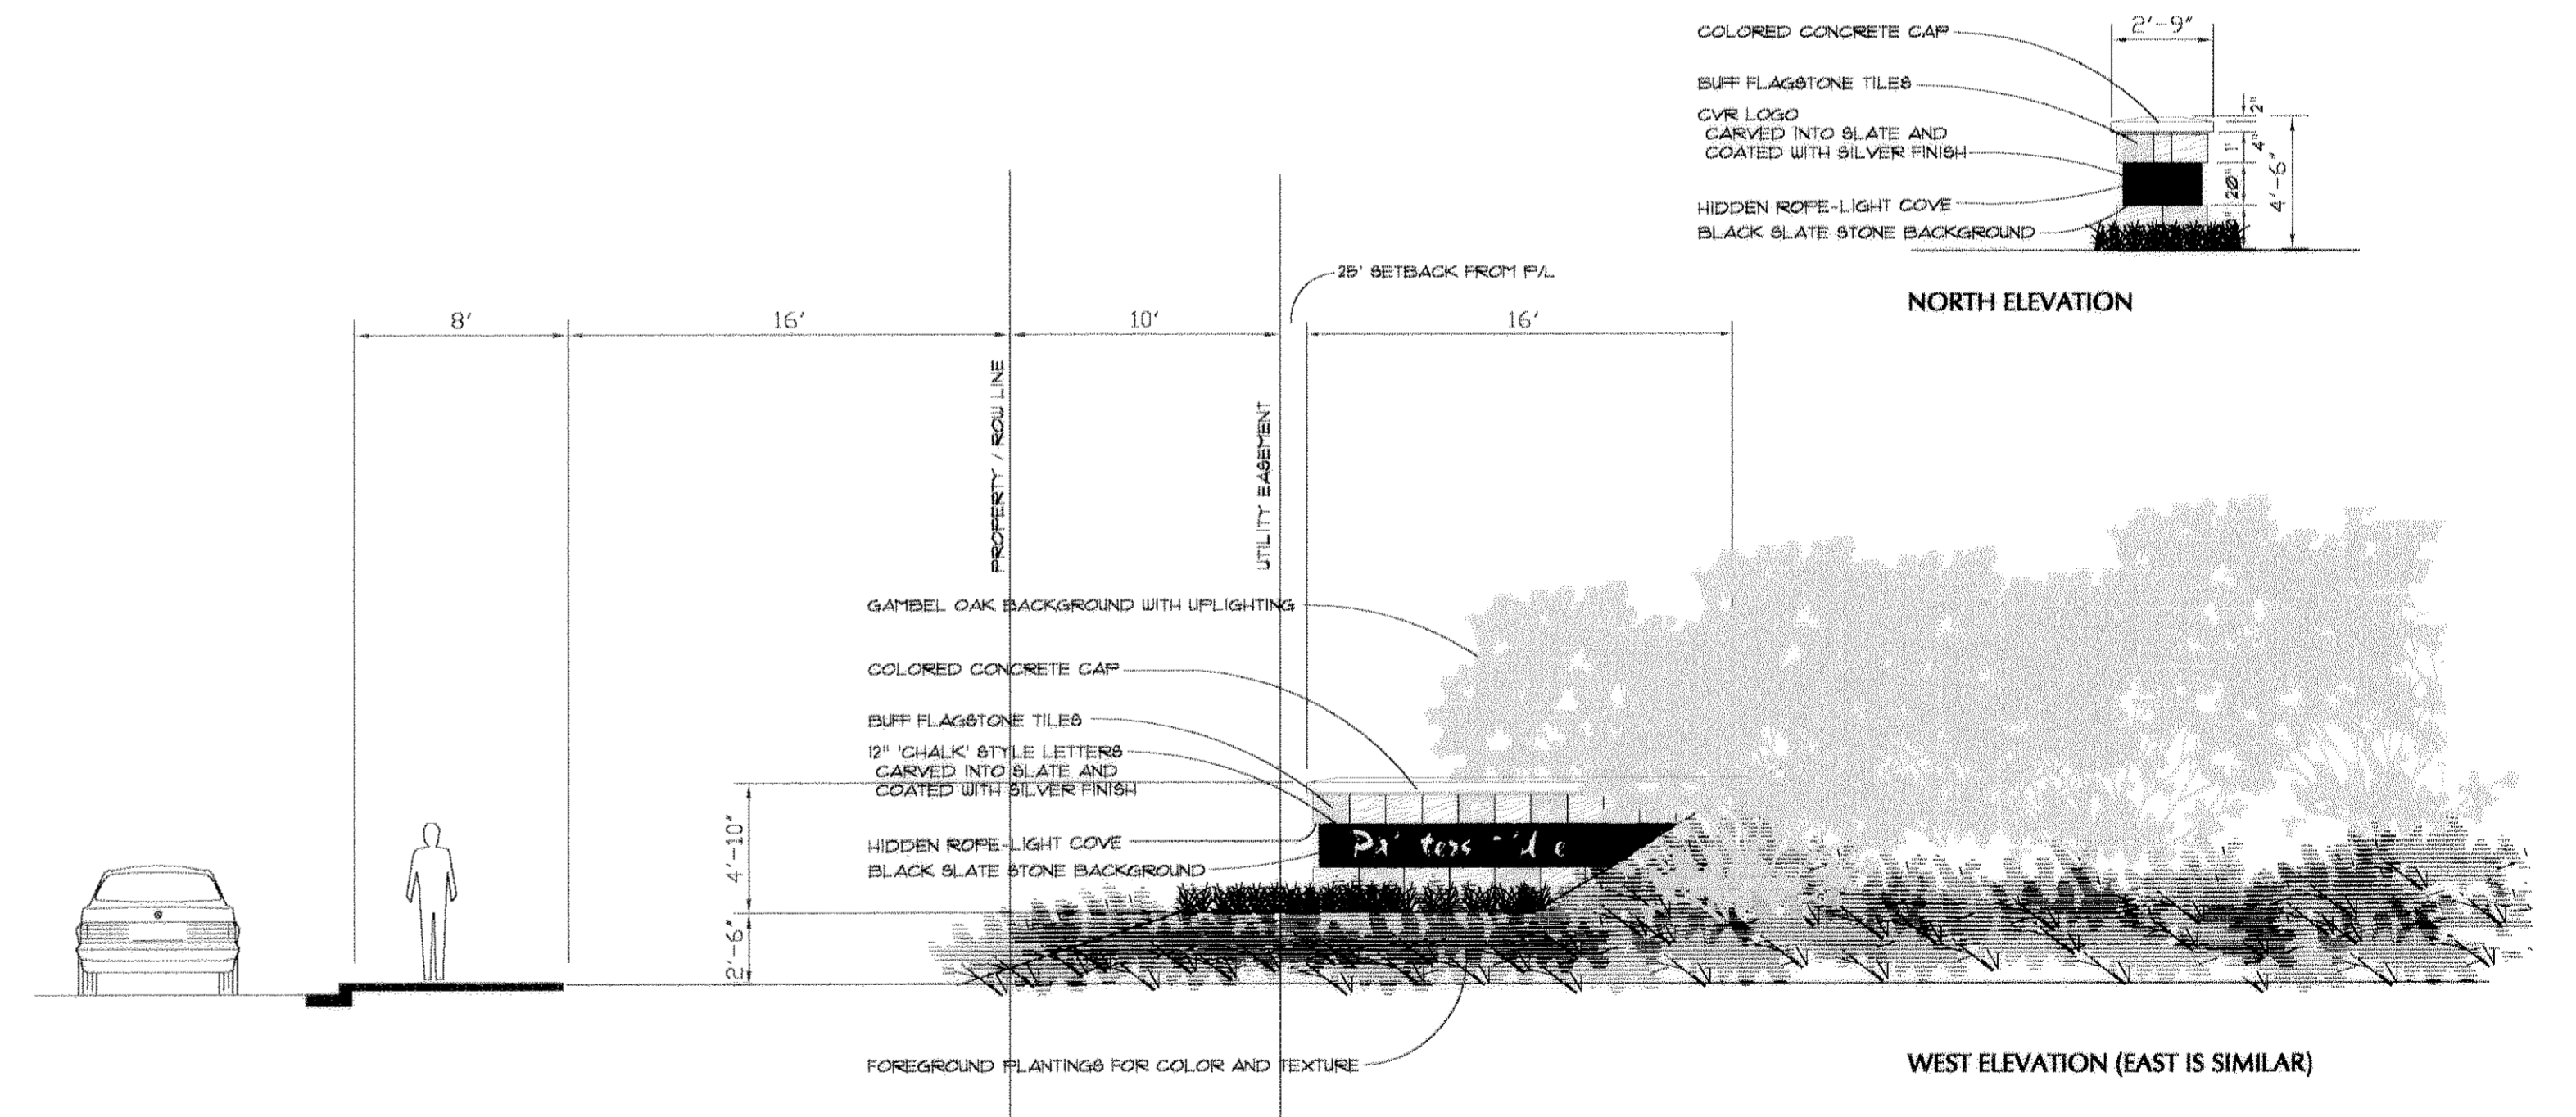 COLORED CONCRETE CAP
2'-9"
BUFF FLAGSTONE TILES
CVR LOGO
CARVED INTO SLATE AND
COATED WITH SILVER FINISH
HIDDEN ROPE-LIGHT COVE
BLACK SLATE STONE BACKGROUND
2"
4"
1'
20"
4'-6"
NORTH ELEVATION
25' SETBACK FROM P/L
8'
16'
10'
16'
PROPERTY / ROW LINE
UTILITY EASEMENT
GAMBEL OAK BACKGROUND WITH UPLIGHTING
COLORED CONCRETE CAP
BUFF FLAGSTONE TILES
12" 'CHALK' STYLE LETTERS
CARVED INTO SLATE AND
COATED WITH SILVER FINISH
HIDDEN ROPE-LIGHT COVE
BLACK SLATE STONE BACKGROUND
4'-10"
2'-6"
FOREGROUND PLANTINGS FOR COLOR AND TEXTURE
WEST ELEVATION (EAST IS SIMILAR)